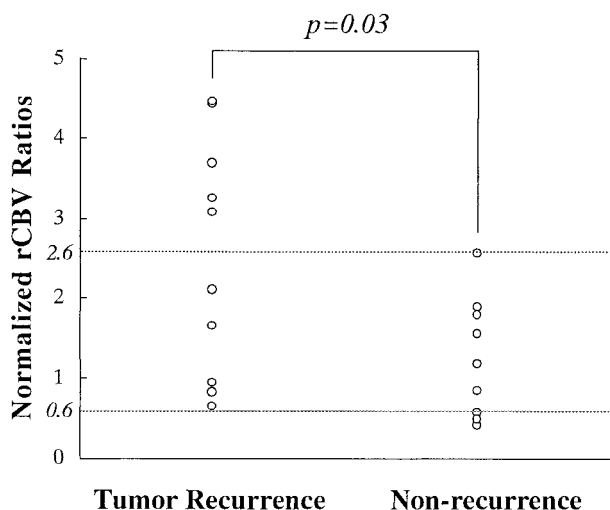 p=0.03
Normalized rCBV Ratios
5
4
3
2.6
2
1
0.6
0
Tumor Recurrence
Non-recurrence